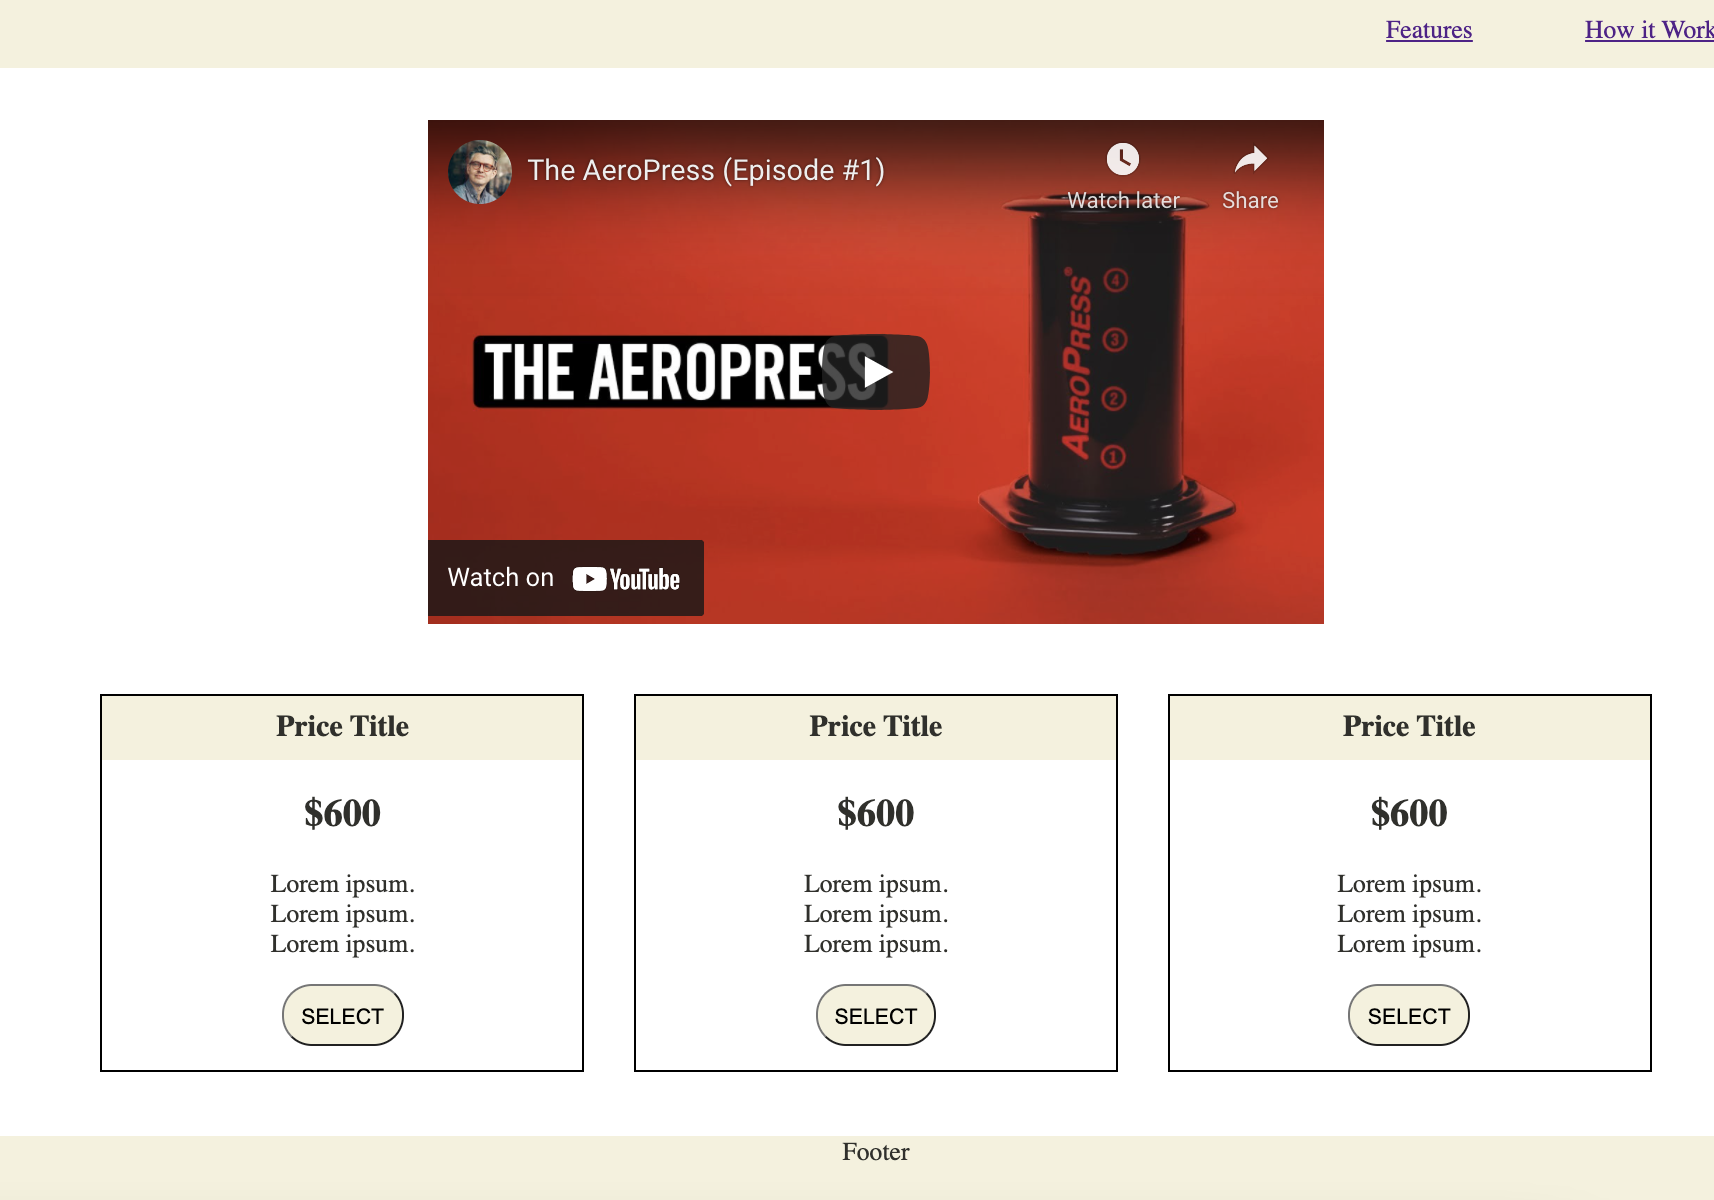 Features How it Work
The AeroPress (Episode #1)
Watch later Share
THE AEROPRESS
AEROPRESS®
4
3
2
1
Watch on YouTube
Price Title Price Title Price Title
$600 $600 $600
Lorem ipsum. Lorem ipsum. Lorem ipsum.
Lorem ipsum. Lorem ipsum. Lorem ipsum.
Lorem ipsum. Lorem ipsum. Lorem ipsum.
SELECT SELECT SELECT
Footer